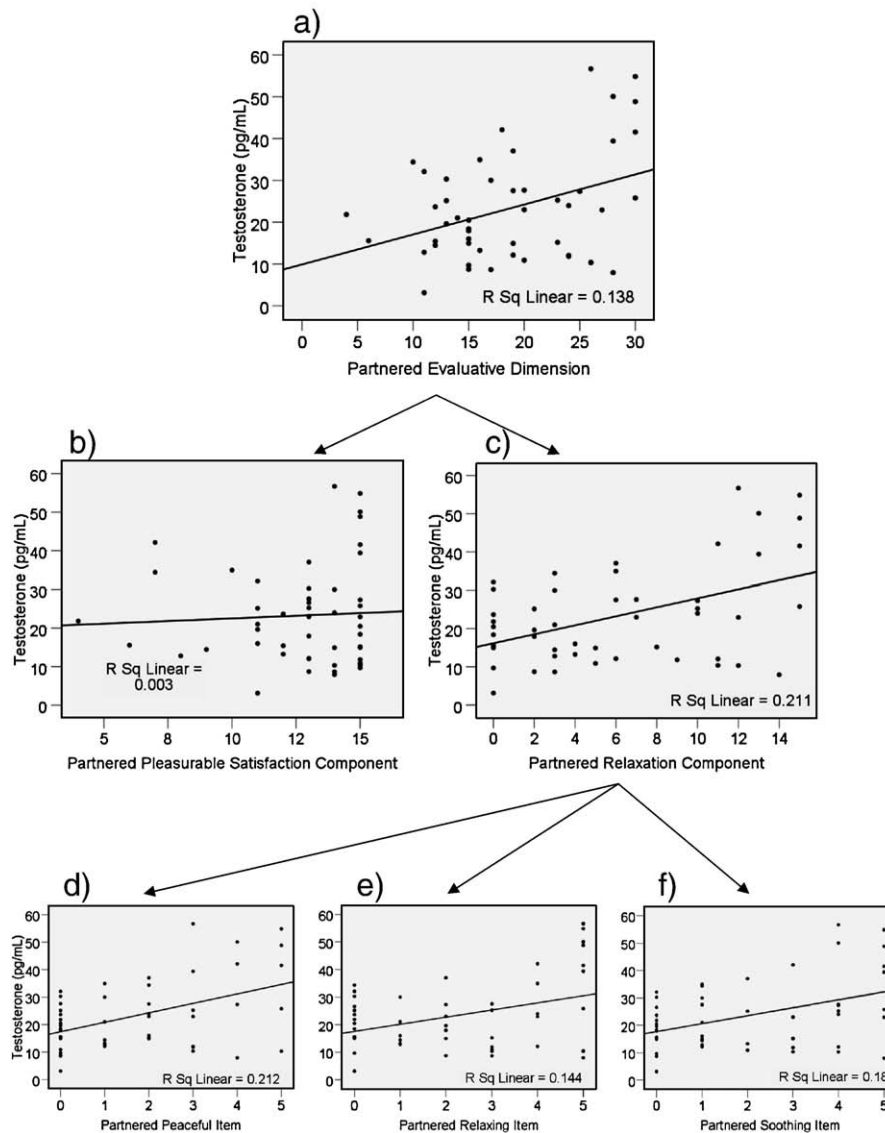 a)
60
50
40
30
20
10
0
Testosterone (pg/mL)
R Sq Linear = 0.138
0 5 10 15 20 25 30
Partnered Evaluative Dimension
b)
60
50
40
30
20
10
0
Testosterone (pg/mL)
R Sq Linear =
0.003
5 8 10 12 15
Partnered Pleasurable Satisfaction Component
c)
60
50
40
30
20
10
0
Testosterone (pg/mL)
R Sq Linear = 0.211
0 2 4 6 8 10 12 14
Partnered Relaxation Component
d)
60
50
40
30
20
10
0
Testosterone (pg/mL)
R Sq Linear = 0.212
0 1 2 3 4 5
Partnered Peaceful Item
e)
60
50
40
30
20
10
0
R Sq Linear = 0.144
0 1 2 3 4 5
Partnered Relaxing Item
f)
60
50
40
30
20
10
0
R Sq Linear = 0.18
0 1 2 3 4 5
Partnered Soothing Item